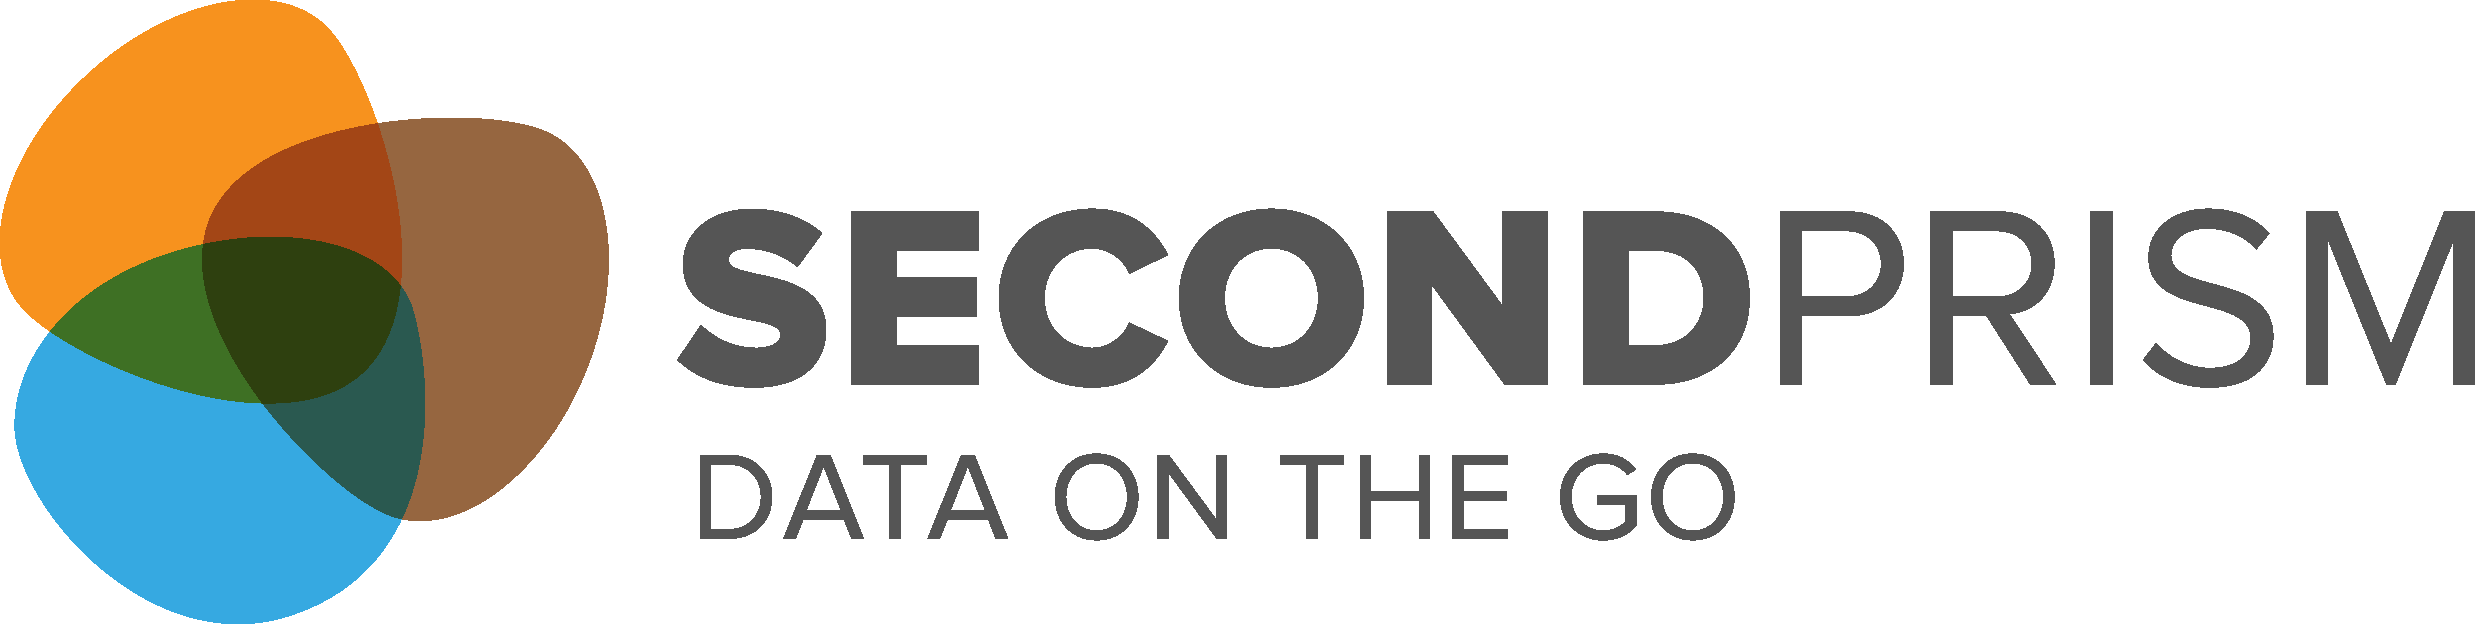 SECONDPRISM
DATA ON THE GO